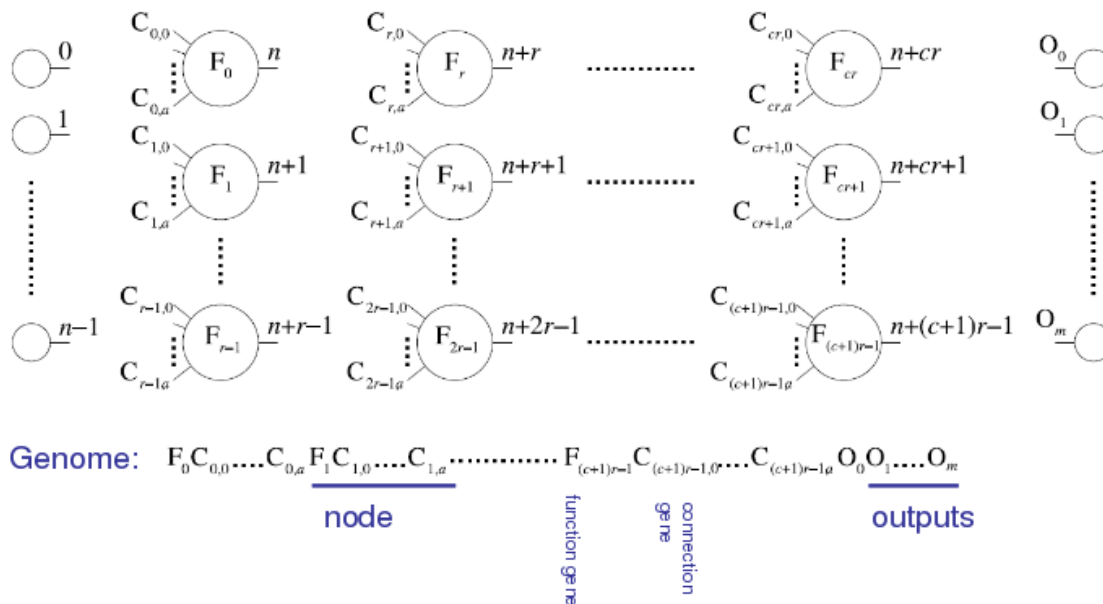 0 C0,0 F0 n C0,a
Cr,0 Fr n+r Cr,a
Ccr,0 Fcr n+cr Ccr,a
O0
1 C1,0 F1 n+1 C1,a
Cr+1,0 Fr+1 n+r+1 Cr+1,a
Ccr+1,0 Fcr+1 n+cr+1 Ccr+1,a
O1
n−1 Cr−1,0 Fr−1 n+r−1 Cr−1,a
C2r−1,0 F2r−1 n+2r−1 C2r−1,a
C(c+1)r−1,0 F(c+1)r−1 n+(c+1)r−1 C(c+1)r−1,a
Om
Genome: F0C0,0.....C0,a F1C1,0.....C1,a .............. F(c+1)r−1C(c+1)r−1,0.....C(c+1)r−1,a O0O1.....Om
node
outputs
function gene
connection
gene